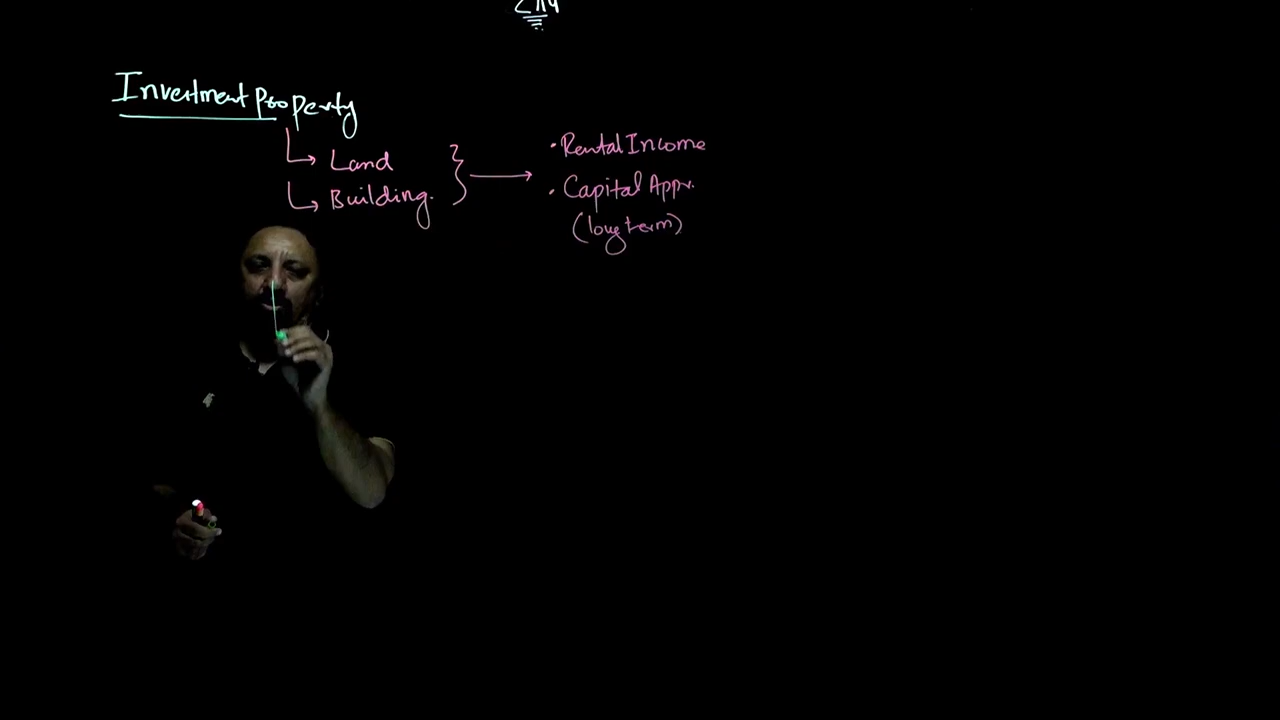 Investment property
Land
Building.
• Rental Income
• Capital Appr.
(long term)